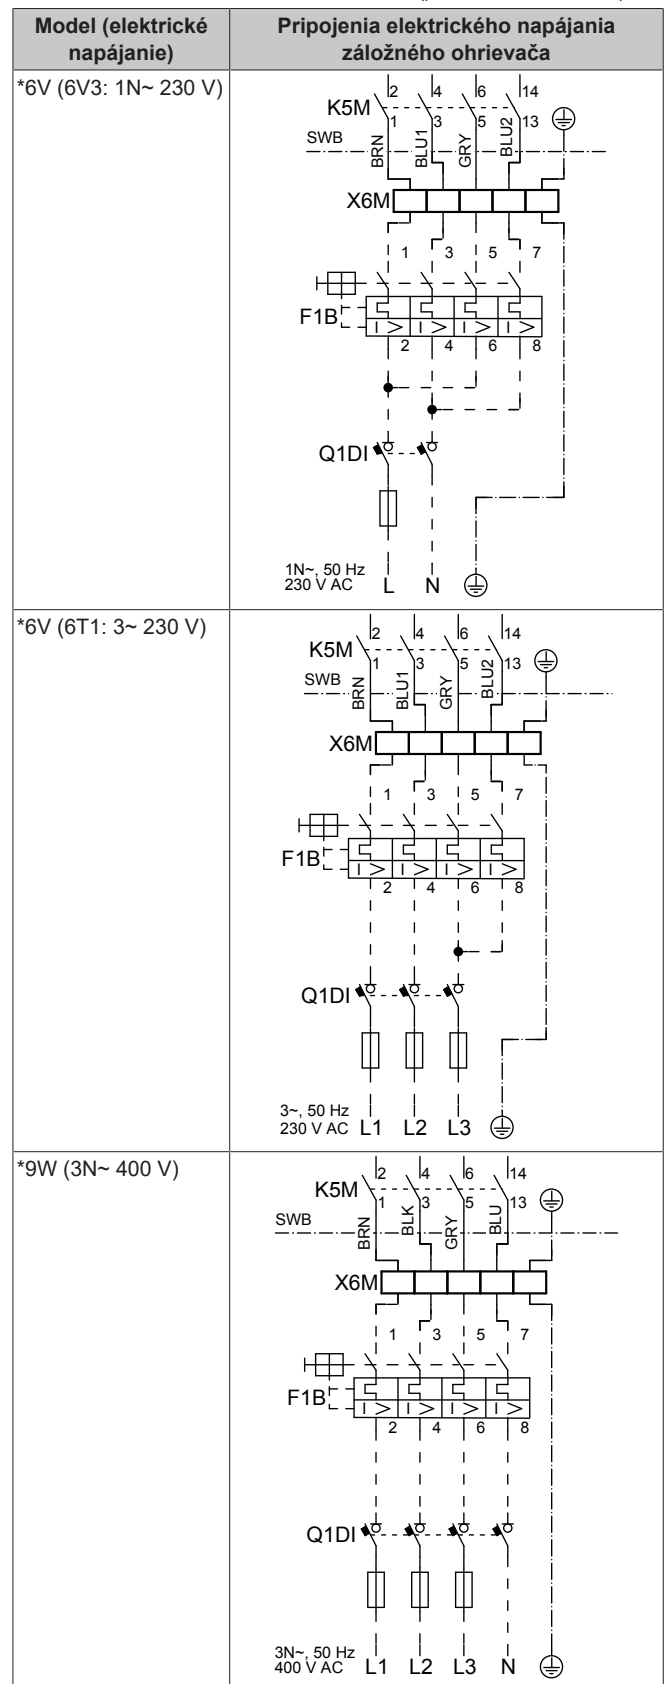 Model (elektrické napájanie)
Pripojenia elektrického napájania záložného ohrievača
*6V (6V3: 1N~ 230 V)
2 4 6 14
K5M
1 3 5 13
SWB
BRN BLU1 GRY BLU2
X6M
1 3 5 7
F1B
I > I > I > I >
2 4 6 8
Q1DI
1N~, 50 Hz
230 V AC
L N
*6V (6T1: 3~ 230 V)
2 4 6 14
K5M
1 3 5 13
SWB
BRN BLU1 GRY BLU2
X6M
1 3 5 7
F1B
I > I > I > I >
2 4 6 8
Q1DI
3~, 50 Hz
230 V AC
L1 L2 L3
*9W (3N~ 400 V)
2 4 6 14
K5M
1 3 5 13
SWB
BRN BLK GRY BLU
X6M
1 3 5 7
F1B
I > I > I > I >
2 4 6 8
Q1DI
3N~, 50 Hz
400 V AC
L1 L2 L3 N